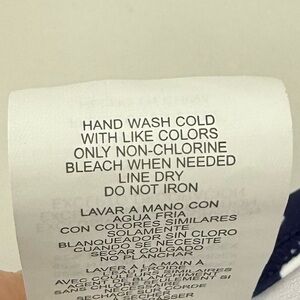 HAND WASH COLD
WITH LIKE COLORS
ONLY NON-CHLORINE
BLEACH WHEN NEEDED
LINE DRY
DO NOT IRON
LAVAR A MANO CON
AGUA FRIA
CON COLORES SIMILARES
SOLAMENTE
BLANQUEADOR SIN CLORO
CUANDO SE NECESITE
SECAR COLGADO
NO PLANCHAR
LAVER À LA MAIN À